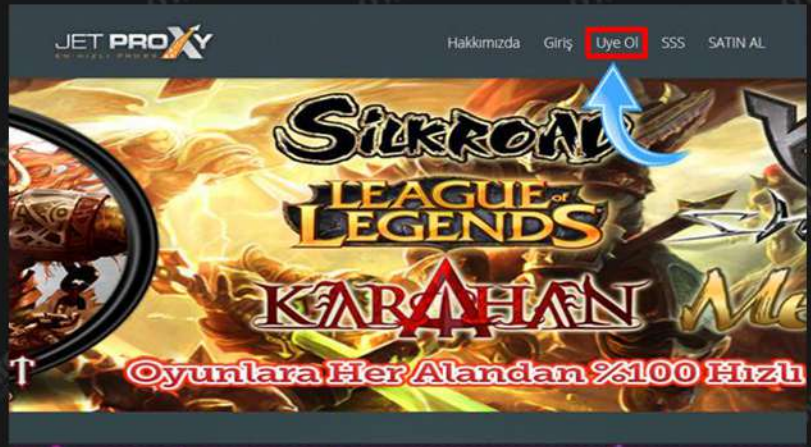 JET PROXY
EN HIZLI PROXY
Hakkımızda Giriş Uye Ol SSS SATIN AL
SILKROAD
LEAGUE of LEGENDS
KARAHAN
Oyunlara Her Alandan %100 Hızlı